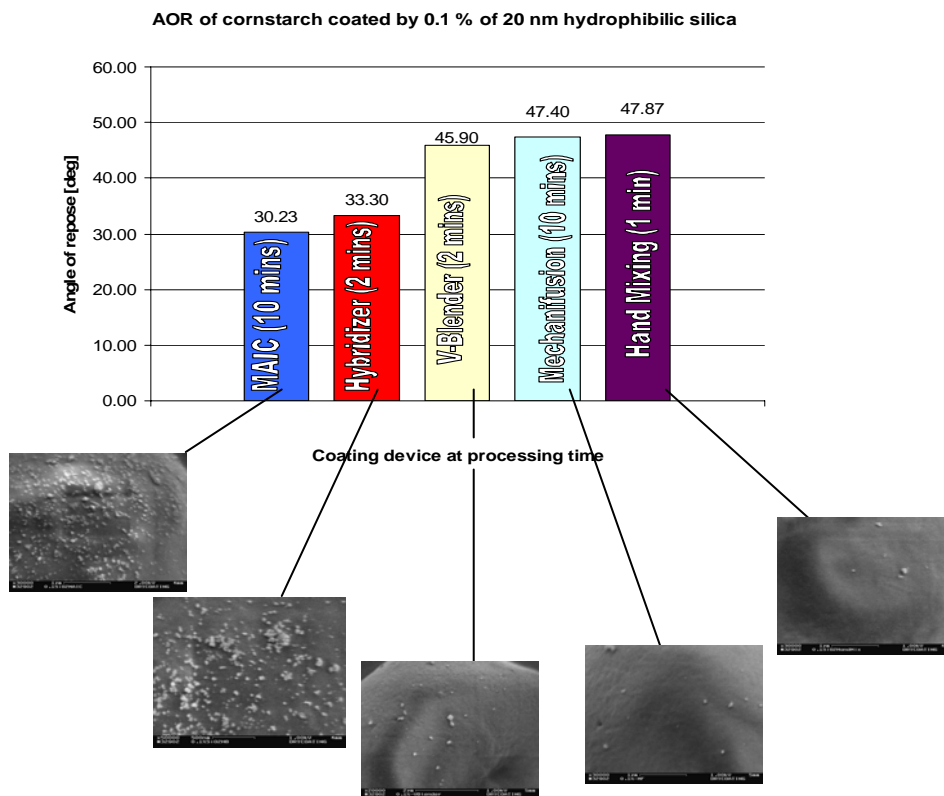 AOR of cornstarch coated by 0.1 % of 20 nm hydrophibilic silica
60.00
50.00
40.00
30.00
20.00
10.00
0.00
Angle of repose [deg]
30.23
33.30
45.90
47.40
47.87
MAIC (10 mins)
Hybridizer (2 mins)
V-Blender (2 mins)
Mechanifusion (10 mins)
Hand Mixing (1 min)
Coating device at processing time